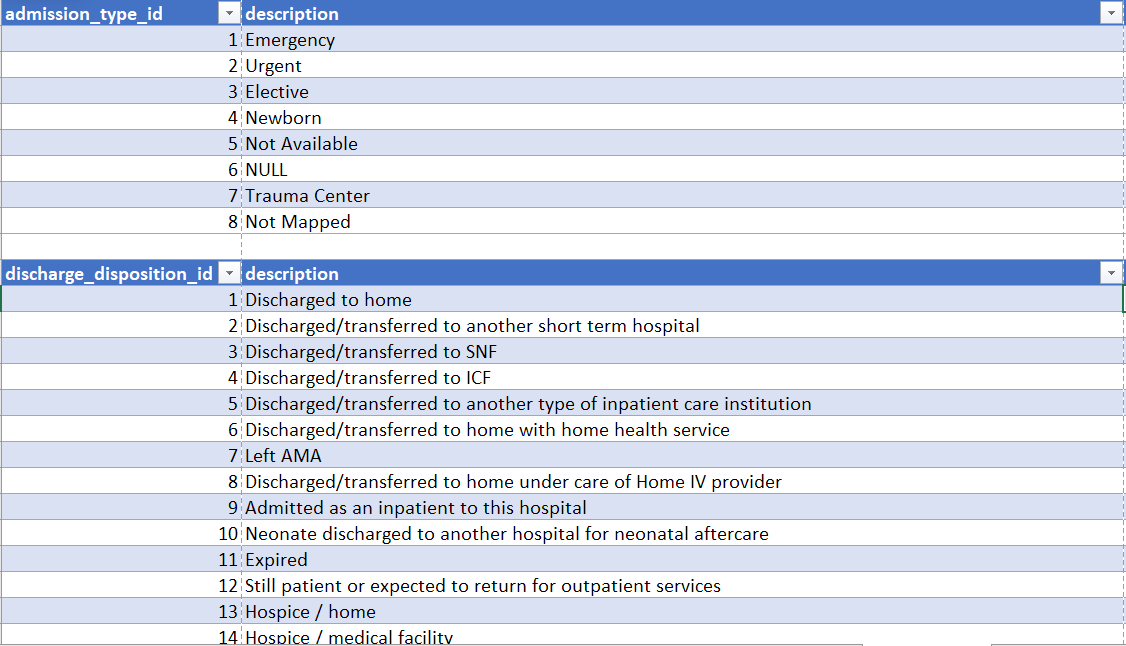 admission_type_id description
1 Emergency
2 Urgent
3 Elective
4 Newborn
5 Not Available
6 NULL
7 Trauma Center
8 Not Mapped
discharge_disposition_id description
1 Discharged to home
2 Discharged/transferred to another short term hospital
3 Discharged/transferred to SNF
4 Discharged/transferred to ICF
5 Discharged/transferred to another type of inpatient care institution
6 Discharged/transferred to home with home health service
7 Left AMA
8 Discharged/transferred to home under care of Home IV provider
9 Admitted as an inpatient to this hospital
10 Neonate discharged to another hospital for neonatal aftercare
11 Expired
12 Still patient or expected to return for outpatient services
13 Hospice / home
14 Hospice / medical facility